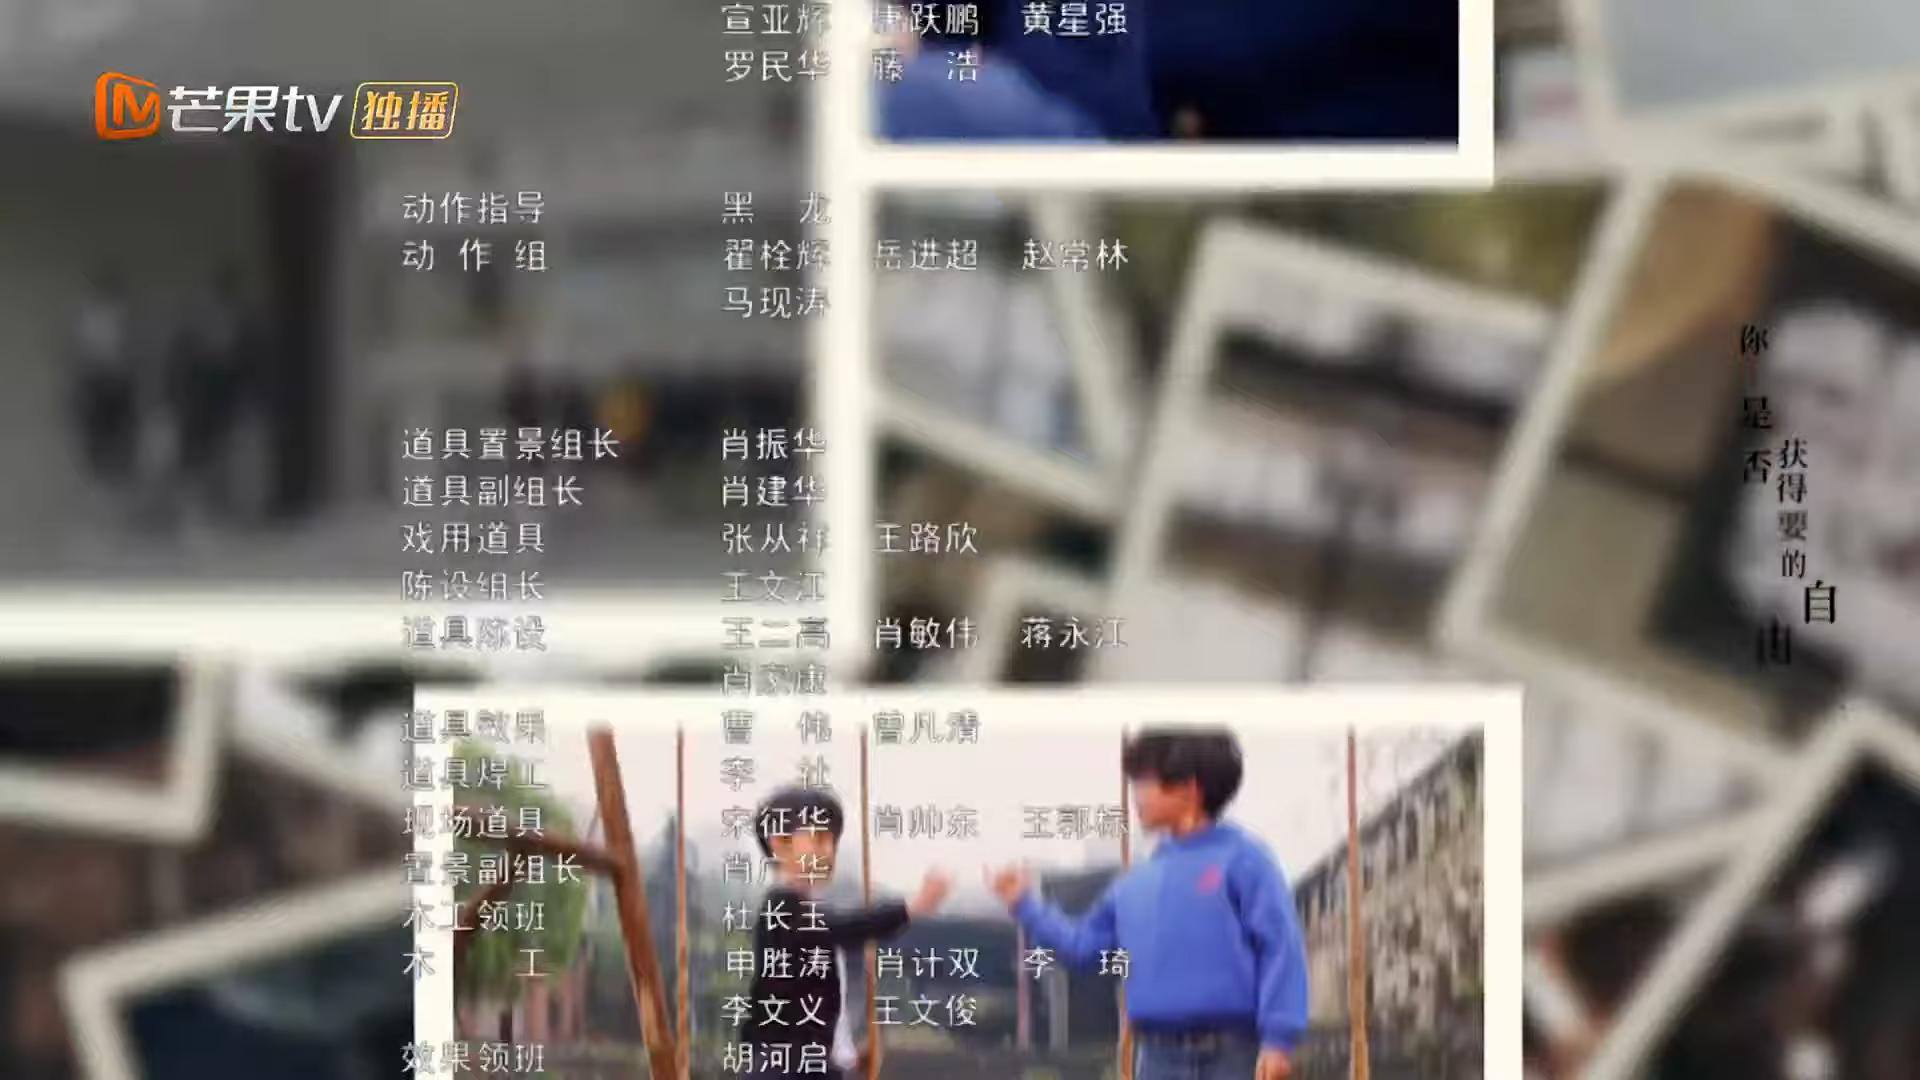 宣亚辉 唐跃鹏 黄星强
罗民华 藤 浩
芒果tv 独播
动作指导 黑 龙
动作组 翟栓辉 岳进超 赵常林
马现涛
道具置景组长 肖振华
道具副组长 肖建华
戏用道具 张从祥 王路欣
陈设组长 王文江
道具陈设 王二高 肖敏伟 蒋永江
肖家康
道具效果 曹 伟 曾凡清
道具焊工 李 社
现场道具 宋征华 肖帅东 王郭标
置景副组长 肖广华
木工领班 杜长玉
木 工 申胜涛 肖计双 李 琦
李文义 王文俊
效果领班 胡河启
你是否
获得要的
自由